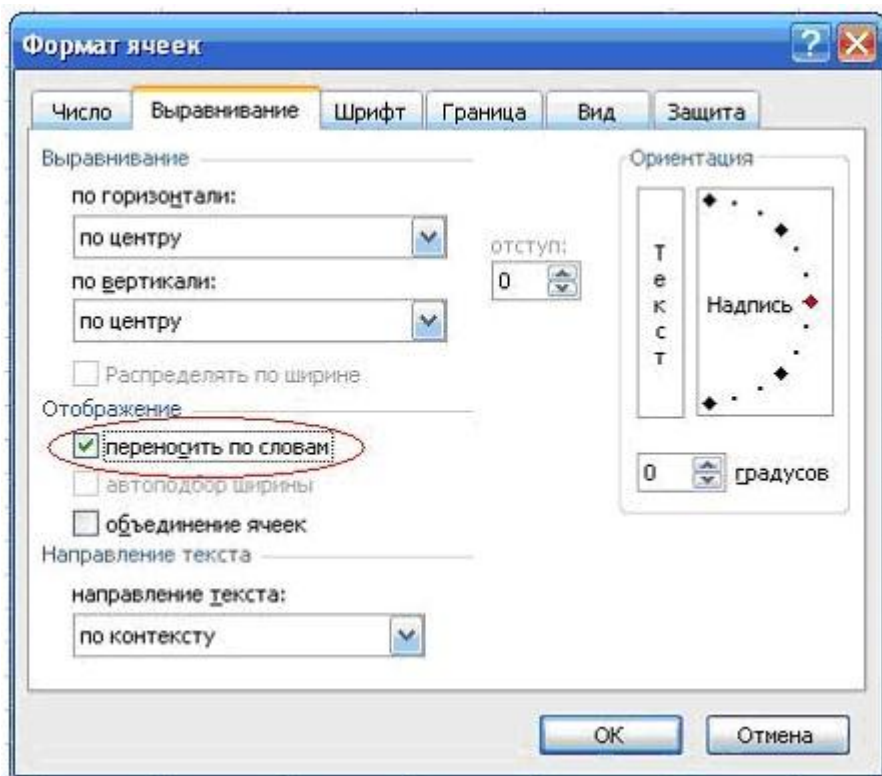 Формат ячеек
Число Выравнивание Шрифт Граница Вид Защита
Выравнивание
по горизонтали:
по центру
отступ:
0
по вертикали:
по центру
Распределять по ширине
Отображение
переносить по словам
автоподбор ширины
объединение ячеек
Направление текста
направление текста:
по контексту
Ориентация
Текст
Надпись
0 градусов
ОК Отмена